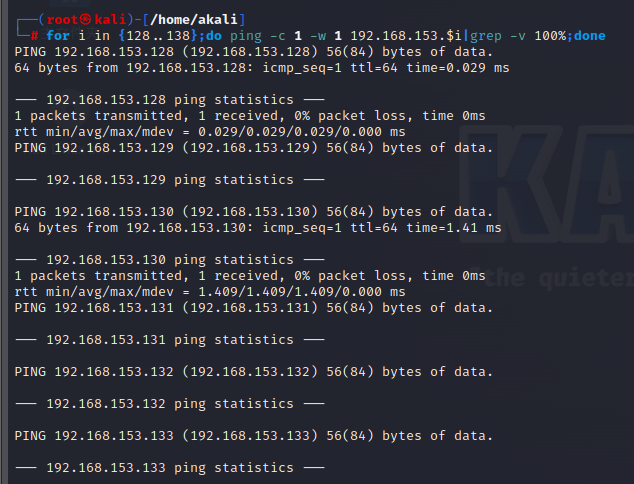 ┌──(root㉿kali)-[/home/akali]
└─# for i in {128..138};do ping -c 1 -w 1 192.168.153.$i|grep -v 100%;done
PING 192.168.153.128 (192.168.153.128) 56(84) bytes of data.
64 bytes from 192.168.153.128: icmp_seq=1 ttl=64 time=0.029 ms

--- 192.168.153.128 ping statistics ---
1 packets transmitted, 1 received, 0% packet loss, time 0ms
rtt min/avg/max/mdev = 0.029/0.029/0.029/0.000 ms
PING 192.168.153.129 (192.168.153.129) 56(84) bytes of data.

--- 192.168.153.129 ping statistics ---

PING 192.168.153.130 (192.168.153.130) 56(84) bytes of data.
64 bytes from 192.168.153.130: icmp_seq=1 ttl=64 time=1.41 ms

--- 192.168.153.130 ping statistics ---
1 packets transmitted, 1 received, 0% packet loss, time 0ms
rtt min/avg/max/mdev = 1.409/1.409/1.409/0.000 ms
PING 192.168.153.131 (192.168.153.131) 56(84) bytes of data.

--- 192.168.153.131 ping statistics ---

PING 192.168.153.132 (192.168.153.132) 56(84) bytes of data.

--- 192.168.153.132 ping statistics ---

PING 192.168.153.133 (192.168.153.133) 56(84) bytes of data.

--- 192.168.153.133 ping statistics ---
KA
"the quieter